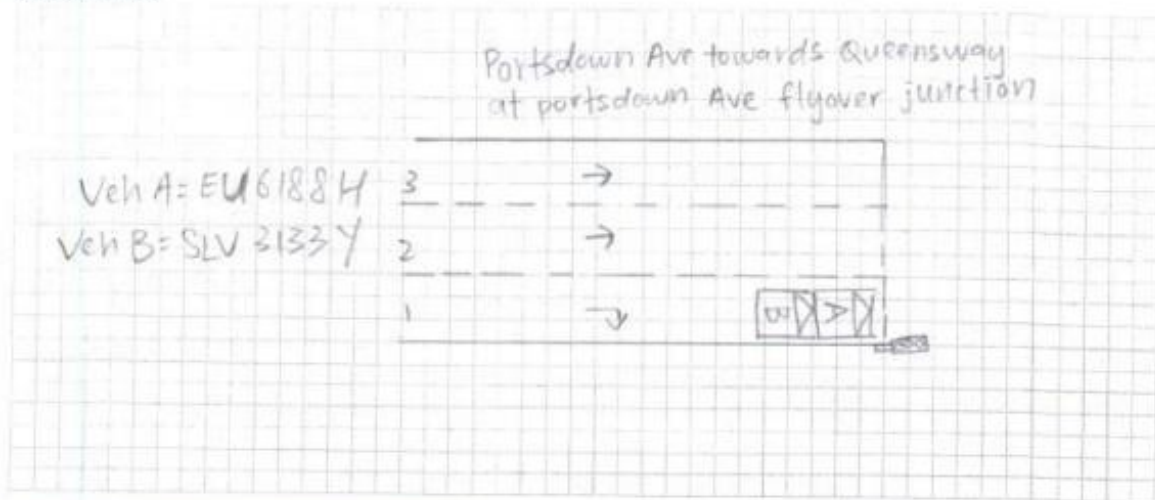 Portsdown Ave towards Queensway
at portsdown Ave flyover junction
Veh A: EU6188H
Veh B= SLV 3133Y
3
2
1
B A